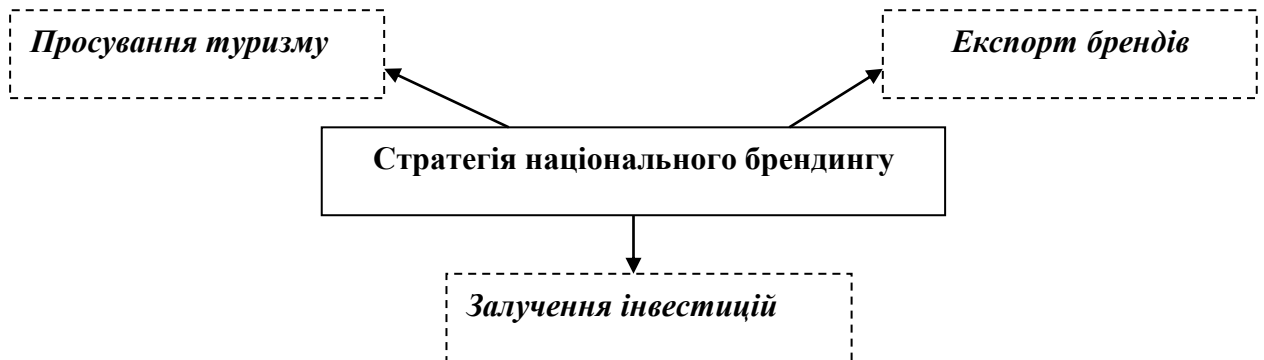 Просування туризму
Експорт брендів
Стратегія національного брендингу
Залучення інвестицій